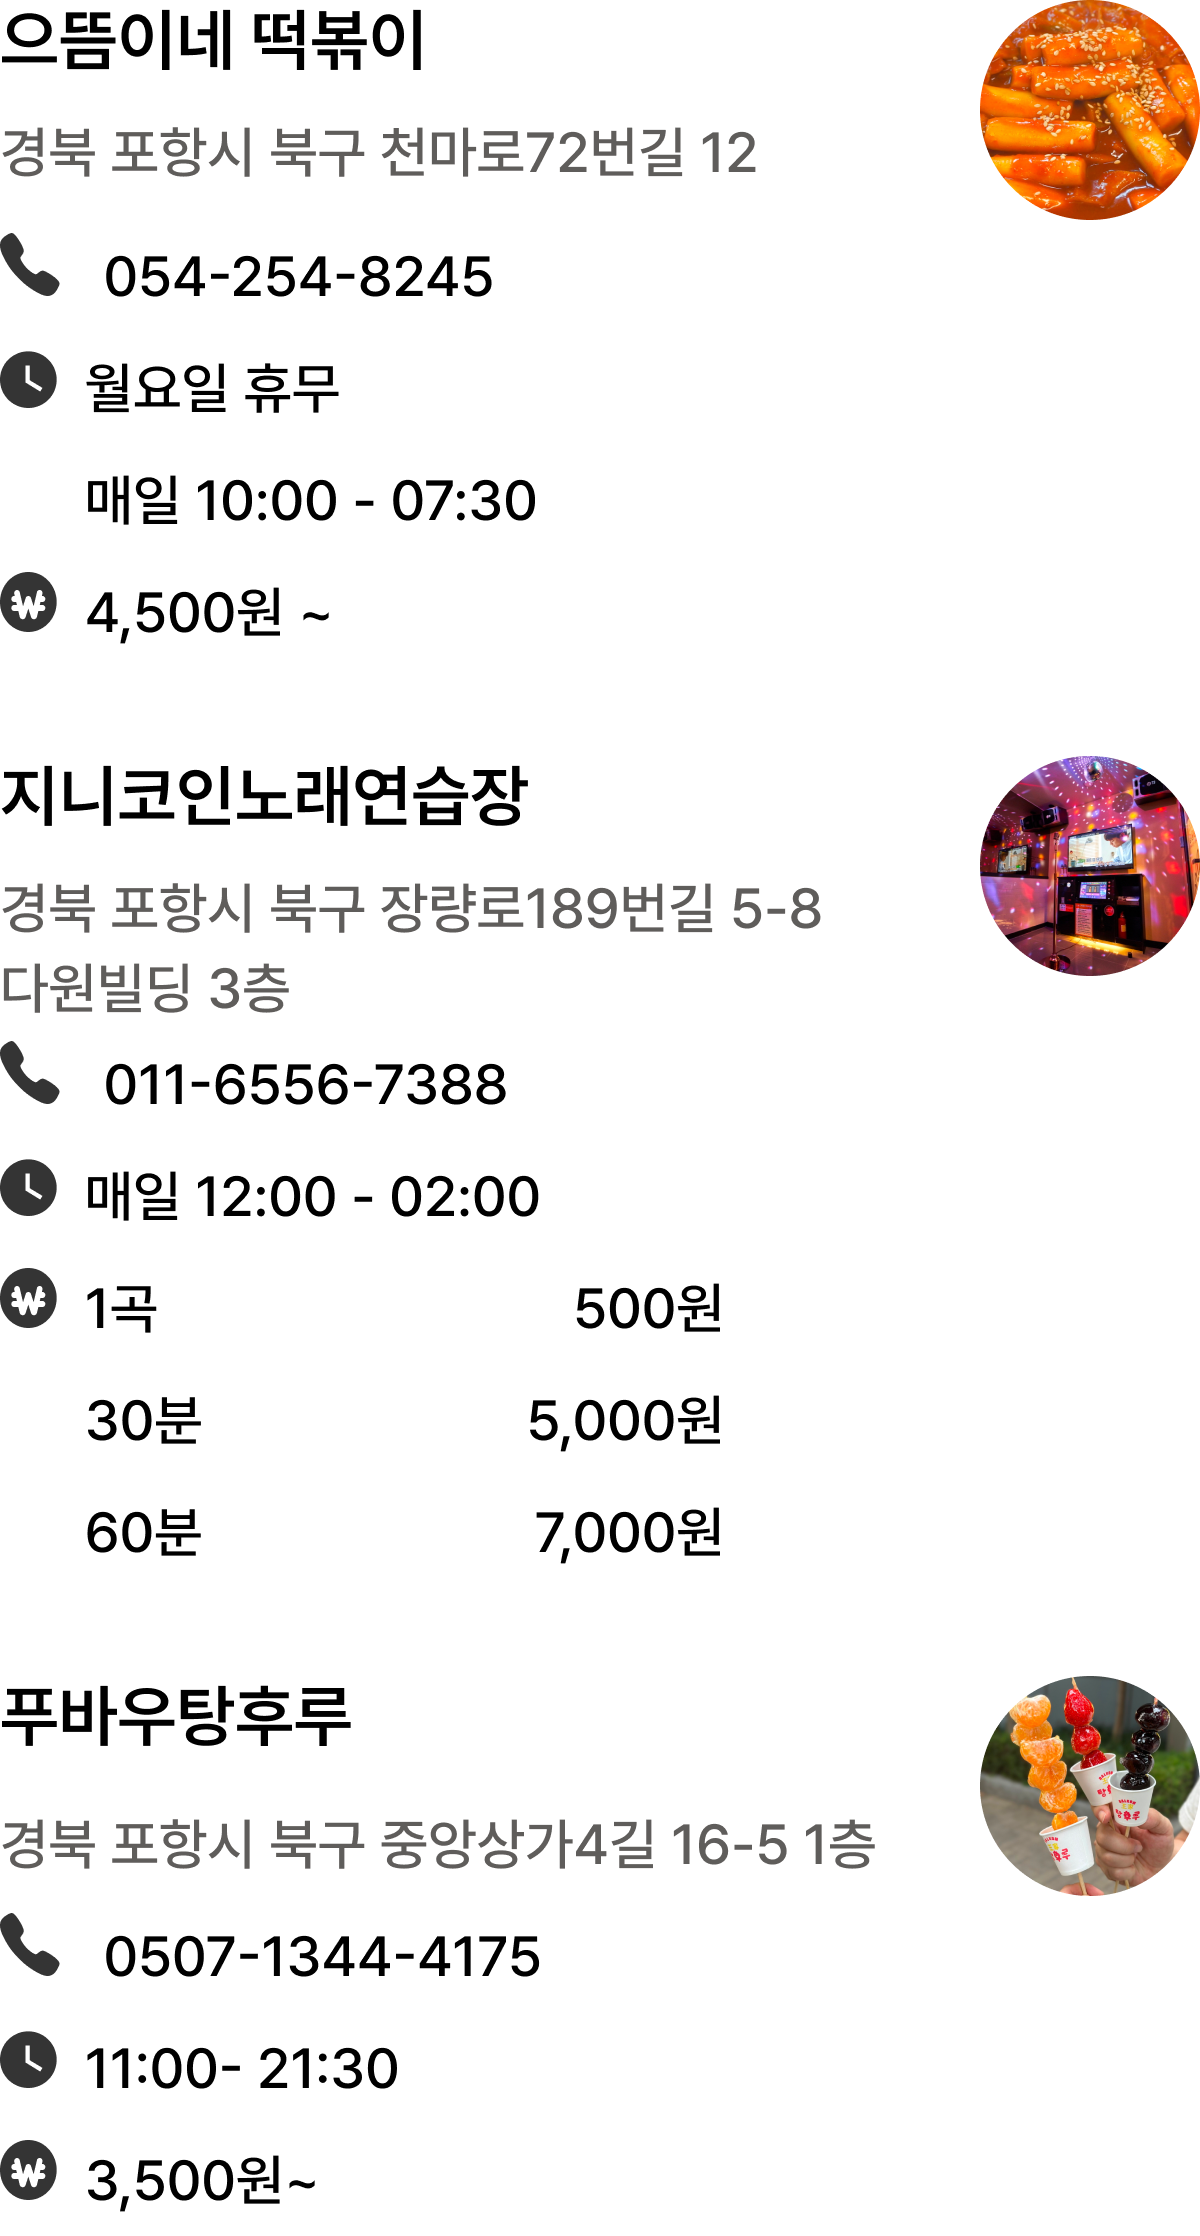 으뜸이네 떡볶이
경북 포항시 북구 천마로72번길 12
054-254-8245
월요일 휴무
매일 10:00 - 07:30
4,500원 ~
지니코인노래연습장
경북 포항시 북구 장량로189번길 5-8
다원빌딩 3층
011-6556-7388
매일 12:00 - 02:00
1곡 500원
30분 5,000원
60분 7,000원
푸바우탕후루
경북 포항시 북구 중앙상가4길 16-5 1층
0507-1344-4175
11:00- 21:30
3,500원~